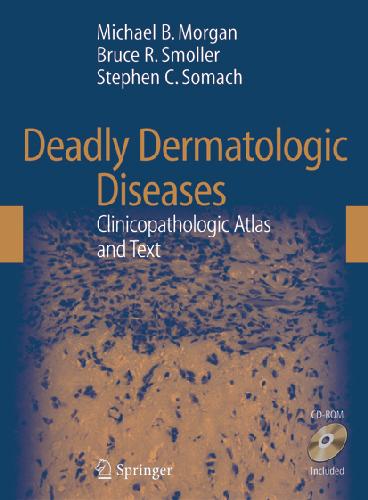 Michael B. Morgan
Bruce R. Smoller
Stephen C. Somach
Deadly Dermatologic
Diseases
Clinicopathologic Atlas
and Text
CD-ROM
Included
Springer